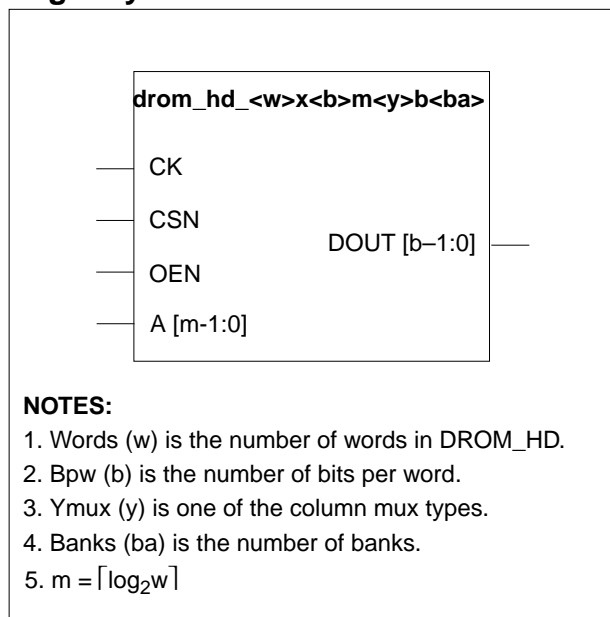 drom_hd_<w>x<b>m<y>b<ba>
CK
CSN
OEN
A [m-1:0]
DOUT [b–1:0]
NOTES:
1. Words (w) is the number of words in DROM_HD.
2. Bpw (b) is the number of bits per word.
3. Ymux (y) is one of the column mux types.
4. Banks (ba) is the number of banks.
5. m = ⌈log₂w⌉